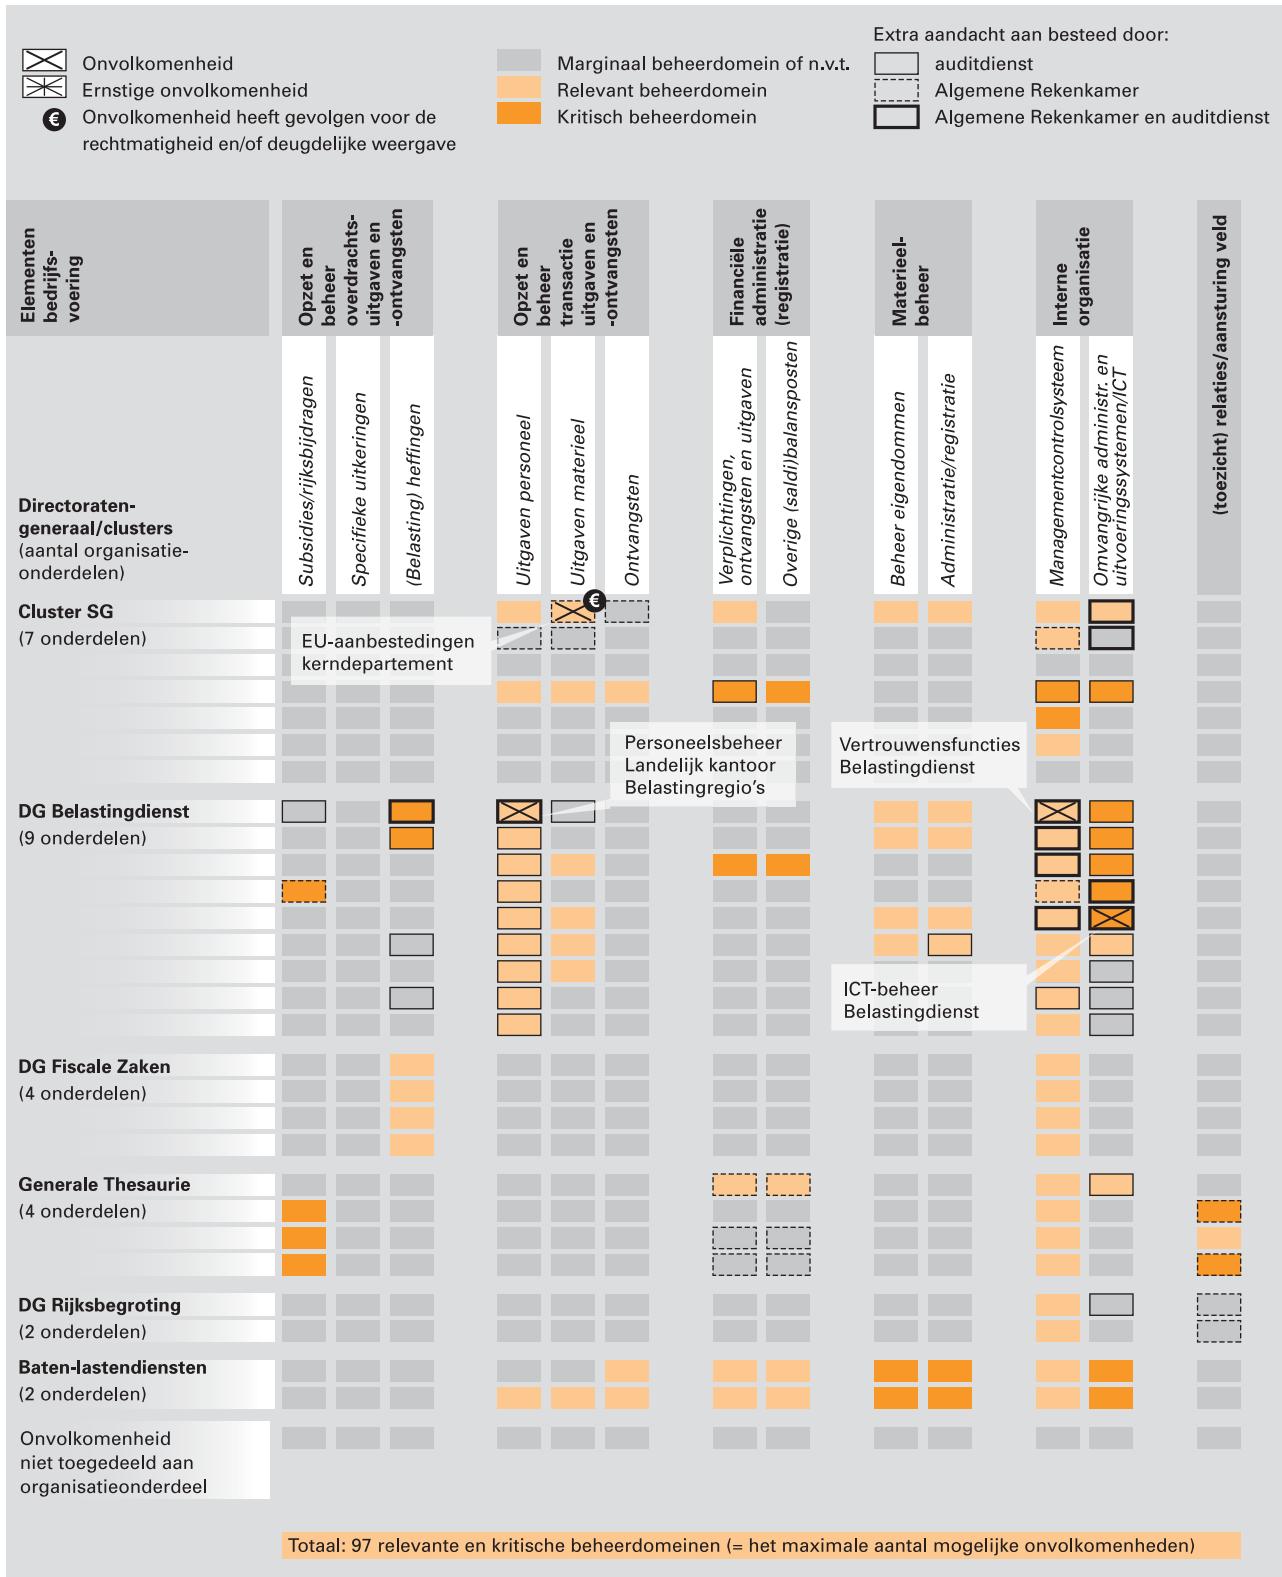 Onvolkomenheid
Ernstige onvolkomenheid
€
Onvolkomenheid heeft gevolgen voor de
rechtmatigheid en/of deugdelijke weergave
Marginaal beheerdomein of n.v.t.
Relevant beheerdomein
Kritisch beheerdomein
Extra aandacht aan besteed door:
auditdienst
Algemene Rekenkamer
Algemene Rekenkamer en auditdienst
Elementen
bedrijfs-
voering
Opzet en
beheer
overdrachts-
uitgaven en
-ontvangsten
Opzet en
beheer
transactie
uitgaven en
-ontvangsten
Financiële
administratie
(registratie)
Materieel-
beheer
Interne
organisatie
(toezicht) relaties/aansturing veld
Directoraten-
generaal/clusters
(aantal organisatie-
onderdelen)
Subsidies/rijksbijdragen
Specifieke uitkeringen
(Belasting) heffingen
Uitgaven personeel
Uitgaven materieel
Ontvangsten
Verplichtingen,
ontvangsten en uitgaven
Overige (saldi)balansposten
Beheer eigendommen
Administratie/registratie
Managementcontrolsysteem
Omvangrijke administr. en
uitvoeringssystemen/ICT
Cluster SG
(7 onderdelen)
€
EU-aanbestedingen
kerndepartement
Personeelsbeheer
Landelijk kantoor
Belastingregio's
Vertrouwensfuncties
Belastingdienst
DG Belastingdienst
(9 onderdelen)
ICT-beheer
Belastingdienst
DG Fiscale Zaken
(4 onderdelen)
Generale Thesaurie
(4 onderdelen)
DG Rijksbegroting
(2 onderdelen)
Baten-lastendiensten
(2 onderdelen)
Onvolkomenheid
niet toegedeeld aan
organisatieonderdeel
Totaal: 97 relevante en kritische beheerdomeinen (= het maximale aantal mogelijke onvolkomenheden)